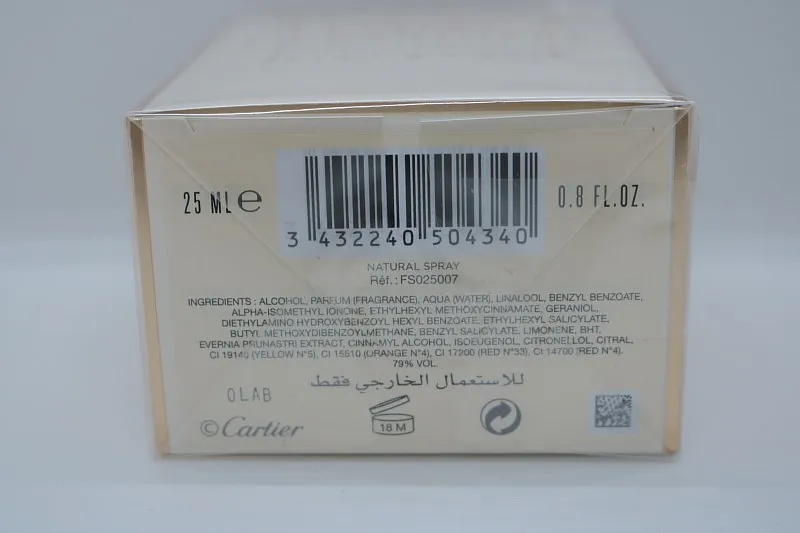 25 ML ℮
0.8 FL.OZ.
3 432240 504340
NATURAL SPRAY
Réf.: FS025007
INGREDIENTS : ALCOHOL, PARFUM (FRAGRANCE), AQUA (WATER), LINALOOL, BENZYL BENZOATE,
ALPHA-ISOMETHYL IONONE, ETHYLHEXYL METHOXYCINNAMATE, GERANIOL,
DIETHYLAMINO HYDROXYBENZOYL HEXYL BENZOATE, ETHYLHEXYL SALICYLATE,
BUTYL METHOXYDIBENZOYLMETHANE, BENZYL SALICYLATE, LIMONENE, BHT,
EVERNIA PRUNASTRI EXTRACT, CINNAMYL ALCOHOL, ISOEUGENOL, CITRONELLOL, CITRAL,
CI 19140 (YELLOW N°5), CI 15510 (ORANGE N°4), CI 17200 (RED N°33), CI 14700 (RED N°4).
79% VOL.
للاستعمال الخارجي فقط
OLAB
© Cartier
18 M